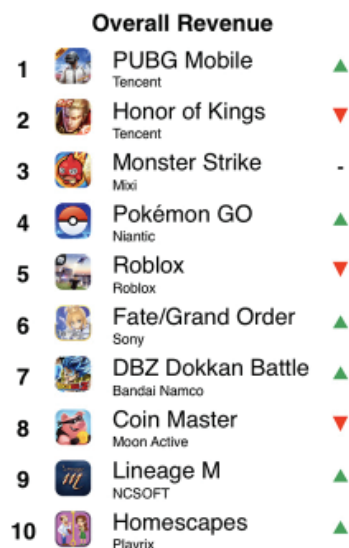 Overall Revenue
1 PUBG Mobile
Tencent
2 Honor of Kings
Tencent
3 Monster Strike -
Mixi
4 Pokémon GO
Niantic
5 Roblox
Roblox
6 Fate/Grand Order
Sony
7 DBZ Dokkan Battle
Bandai Namco
8 Coin Master
Moon Active
9 Lineage M
NCSOFT
10 Homescapes
Playrix